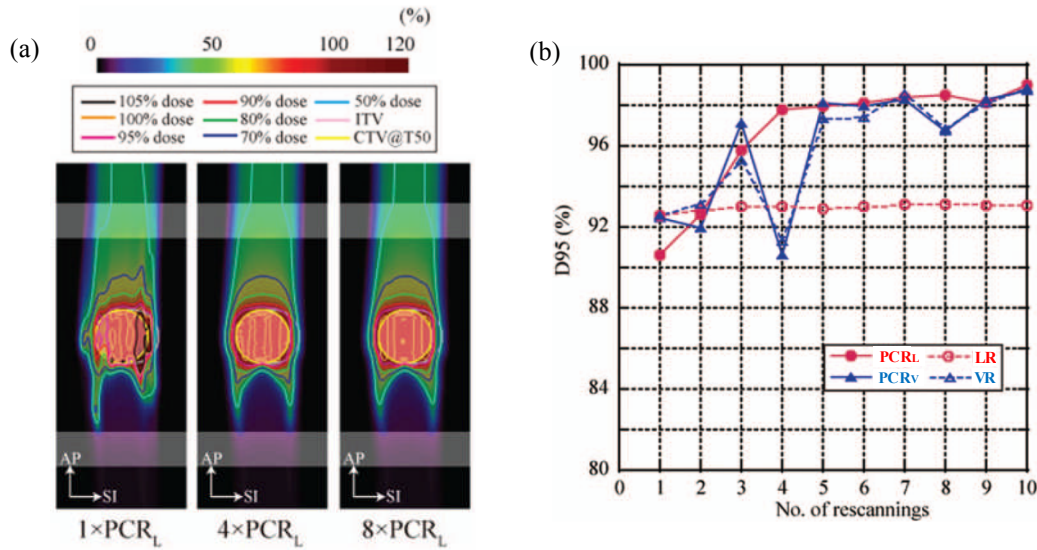 (a)
(%)
0 50 100 120
105% dose 90% dose 50% dose
100% dose 80% dose ITV
95% dose 70% dose CTV@T50
AP SI AP SI AP SI
1×PCRL 4×PCRL 8×PCRL
(b)
100
96
92
88
84
80
D95 (%)
PCRL LR
PCRV VR
0 1 2 3 4 5 6 7 8 9 10
No. of rescannings